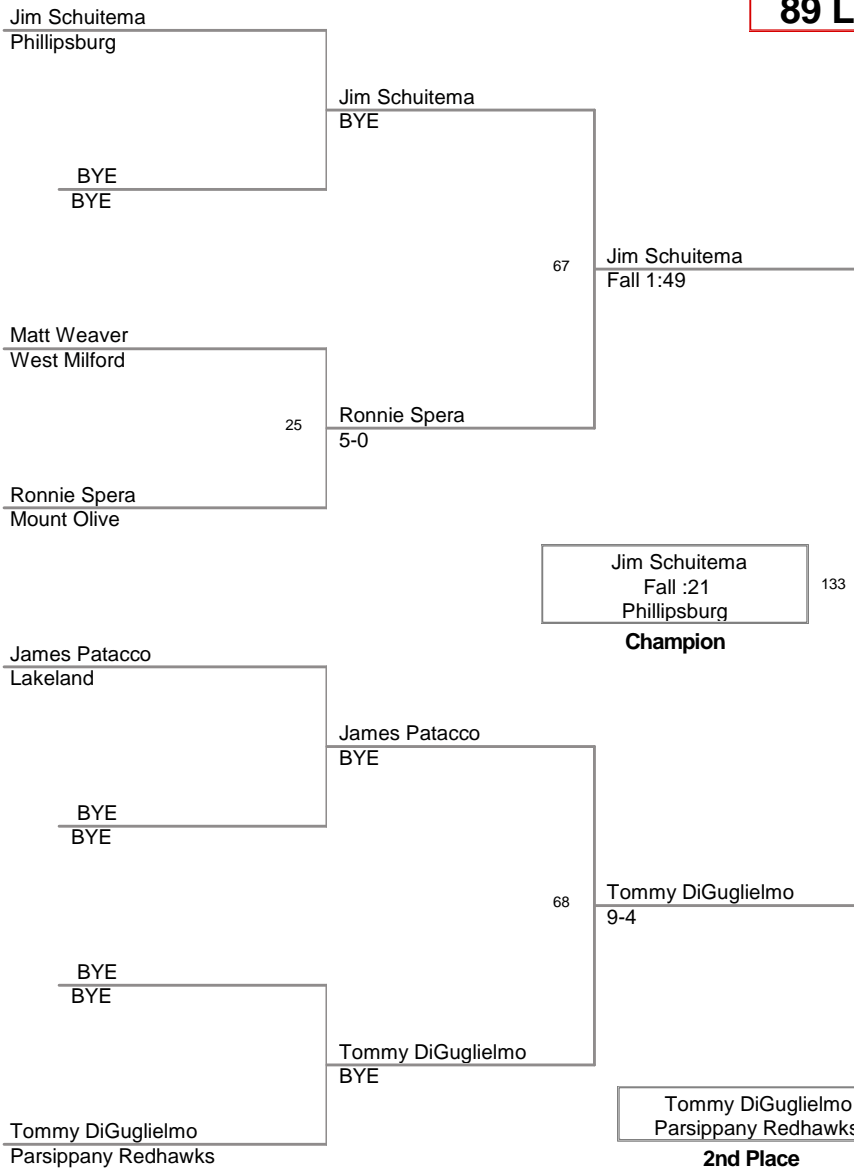 89 L
Jim Schuitema
Phillipsburg
Jim Schuitema
BYE
BYE
BYE
67
Jim Schuitema
Fall 1:49
Matt Weaver
West Milford
25
Ronnie Spera
5-0
Ronnie Spera
Mount Olive
Jim Schuitema
Fall :21
Phillipsburg
133
Champion
James Patacco
Lakeland
James Patacco
BYE
BYE
BYE
68
Tommy DiGuglielmo
9-4
BYE
BYE
Tommy DiGuglielmo
BYE
Tommy DiGuglielmo
Parsippany Redhawks
Tommy DiGuglielmo
Parsippany Redhawks
2nd Place